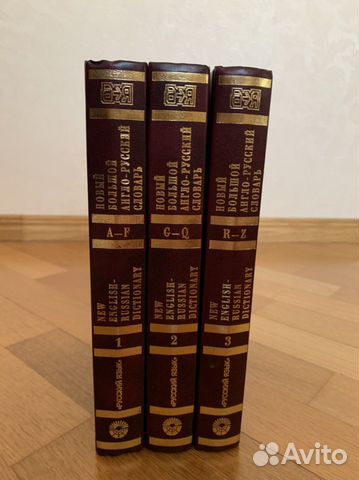 НОВЫЙ
БОЛЬШОЙ
АНГЛО-РУССКИЙ
СЛОВАРЬ
A–F
NEW
ENGLISH-
RUSSIAN
DICTIONARY
1
«РУССКИЙ ЯЗЫК»
НОВЫЙ
БОЛЬШОЙ
АНГЛО-РУССКИЙ
СЛОВАРЬ
G–Q
NEW
ENGLISH-
RUSSIAN
DICTIONARY
2
«РУССКИЙ ЯЗЫК»
НОВЫЙ
БОЛЬШОЙ
АНГЛО-РУССКИЙ
СЛОВАРЬ
R–Z
NEW
ENGLISH-
RUSSIAN
DICTIONARY
3
«РУССКИЙ ЯЗЫК»
Avito